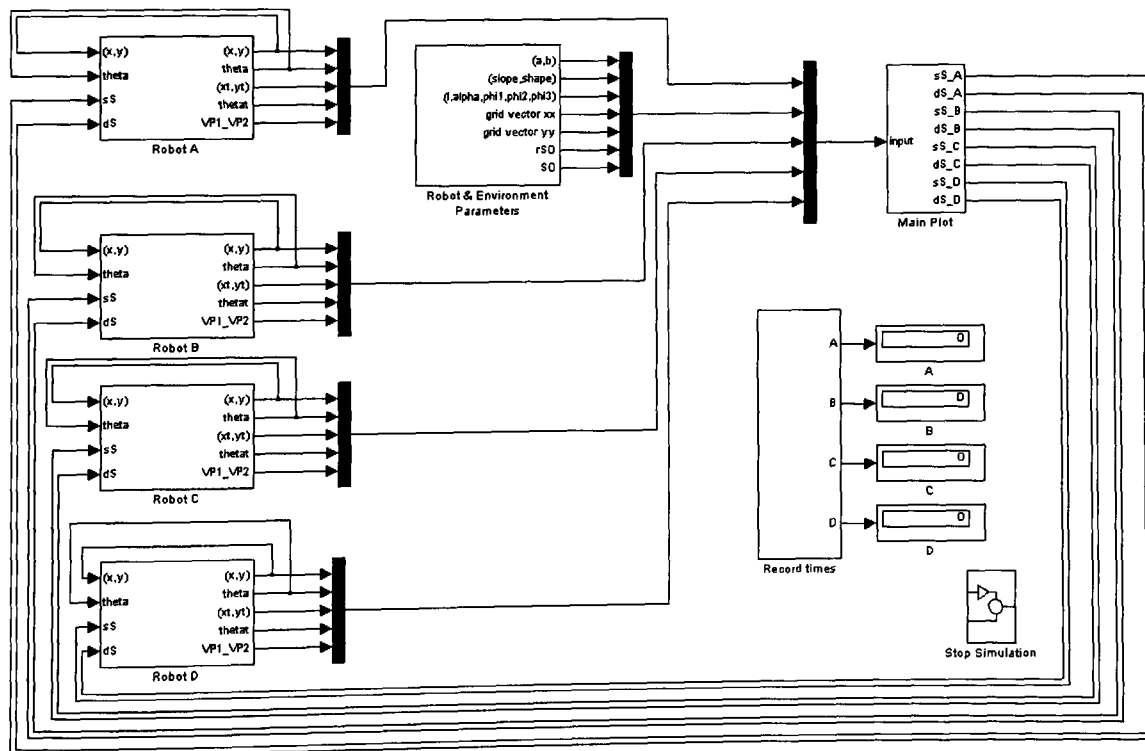 (x,y)
theta
sS
dS
(x,y)
theta
(xt,yt)
thetat
VP1_VP2
Robot A
(a,b)
(slope,shape)
(l,alpha,phi1,phi2,phi3)
grid vector xx
grid vector yy
rSO
SO
Robot & Environment
Parameters
input
sS_A
dS_A
sS_B
dS_B
sS_C
dS_C
sS_D
dS_D
Main Plot
(x,y)
theta
sS
dS
(x,y)
theta
(xt,yt)
thetat
VP1_VP2
Robot B
(x,y)
theta
sS
dS
(x,y)
theta
(xt,yt)
thetat
VP1_VP2
Robot C
(x,y)
theta
sS
dS
(x,y)
theta
(xt,yt)
thetat
VP1_VP2
Robot D
A
B
C
D
Record times
0
A
0
B
0
C
0
D
Stop Simulation